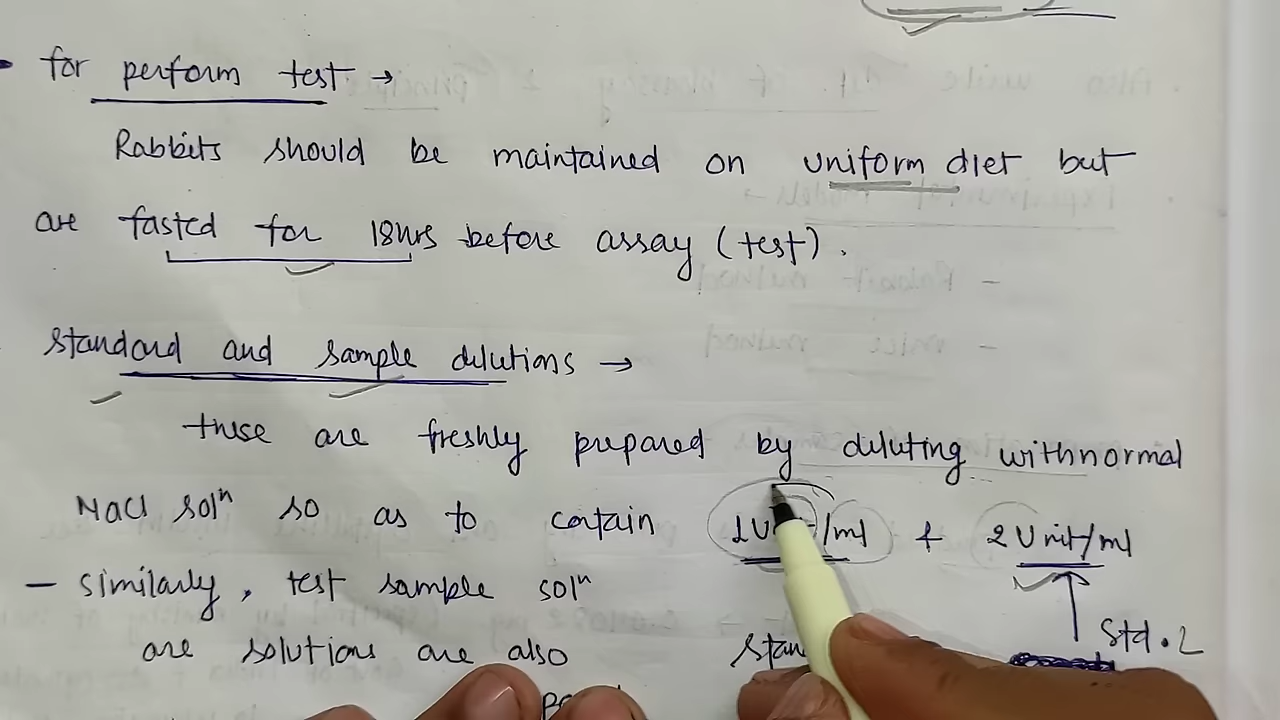 for perform test →
Rabbits should be maintained on uniform diet but
are fasted for 18hrs before assay (test).
standard and sample dilutions →
these are freshly prepared by diluting with normal
NaCl solⁿ so as to contain 1Unit/ml + 2Unit/ml
- similarly, test sample solⁿ
Std. 2
are solutions are also